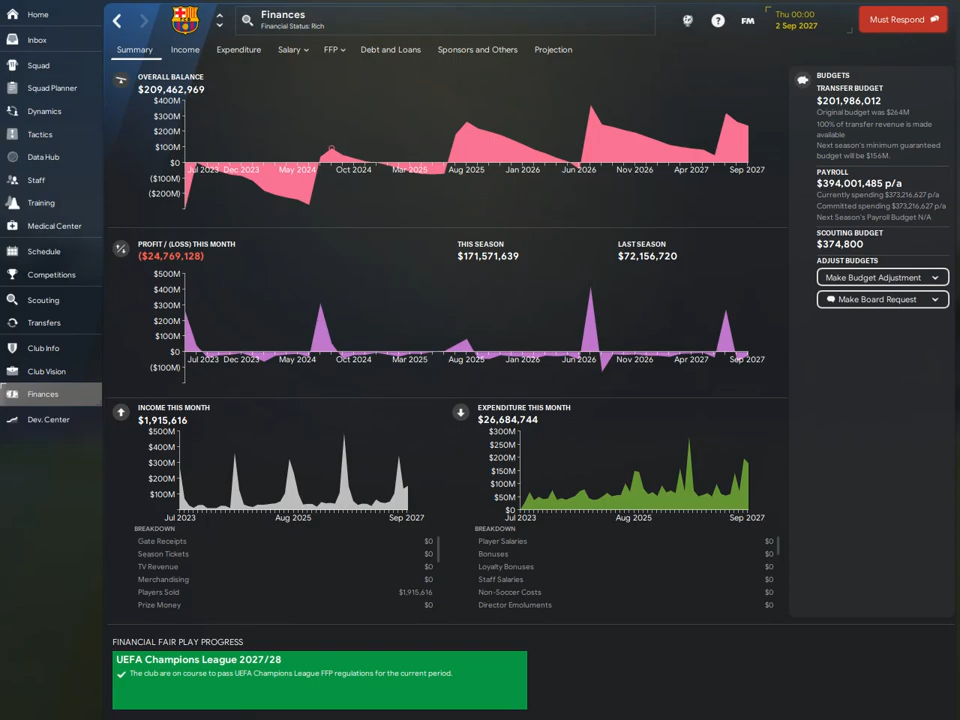 Home
Inbox
Squad
Squad Planner
Dynamics
Tactics
Data Hub
Staff
Training
Medical Center
Schedule
Competitions
Scouting
Transfers
Club Info
Club Vision
Finances
Dev. Center
Finances
Financial Status: Rich
FM
Thu 00:00
2 Sep 2027
Must Respond
Summary Income Expenditure Salary FFP Debt and Loans Sponsors and Others Projection
OVERALL BALANCE
$209,462,969
$400M
$300M
$200M
$100M
$0
($100M)
($200M)
Jul 2023 Dec 2023 May 2024 Oct 2024 Mar 2025 Aug 2025 Jan 2026 Jun 2026 Nov 2026 Apr 2027 Sep 2027
PROFIT / (LOSS) THIS MONTH
($24,769,128)
THIS SEASON
$171,571,639
LAST SEASON
$72,156,720
$500M
$400M
$300M
$200M
$100M
$0
($100M)
Jul 2023 Dec 2023 May 2024 Oct 2024 Mar 2025 Aug 2025 Jan 2026 Jun 2026 Nov 2026 Apr 2027 Sep 2027
INCOME THIS MONTH
$1,915,616
$500M
$400M
$300M
$200M
$100M
Jul 2023 Aug 2025 Sep 2027
BREAKDOWN
Gate Receipts $0
Season Tickets $0
TV Revenue $0
Merchandising $0
Players Sold $1,915,616
Prize Money $0
EXPENDITURE THIS MONTH
$26,684,744
$300M
$250M
$200M
$150M
$100M
$50M
$0
Jul 2023 Aug 2025 Sep 2027
BREAKDOWN
Player Salaries $0
Bonuses $0
Loyalty Bonuses $0
Staff Salaries $0
Non-Soccer Costs $0
Director Emoluments $0
BUDGETS
TRANSFER BUDGET
$201,986,012
Original budget was $264M
100% of transfer revenue is made
available
Next season's minimum guaranteed
budget will be $156M.
PAYROLL
$394,001,485 p/a
Currently spending $373,216,627 p/a
Committed spending $373,216,627 p/a
Next Season's Payroll Budget N/A
SCOUTING BUDGET
$374,800
ADJUST BUDGETS
Make Budget Adjustment
Make Board Request
FINANCIAL FAIR PLAY PROGRESS
UEFA Champions League 2027/28
The club are on course to pass UEFA Champions League FFP regulations for the current period.